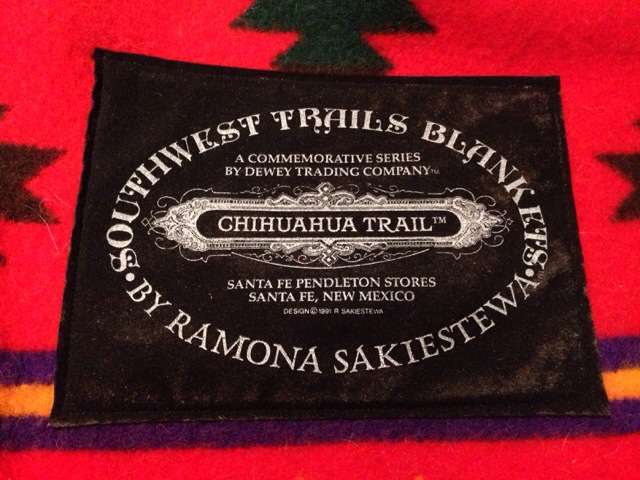 SOUTHWEST TRAILS BLANKETS
A COMMEMORATIVE SERIES
BY DEWEY TRADING COMPANY™
CHIHUAHUA TRAIL™
SANTA FE PENDLETON STORES
SANTA FE, NEW MEXICO
DESIGN © 1991 R SAKIESTEWA
•BY RAMONA SAKIESTEWA•